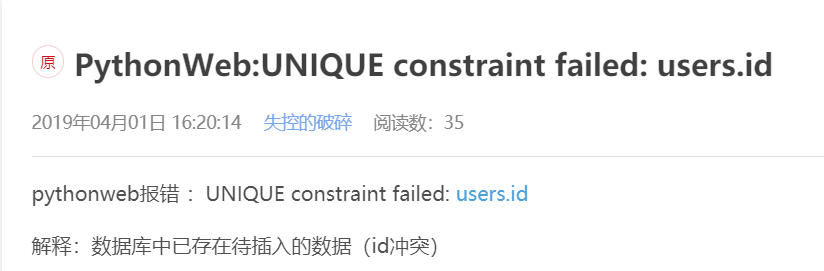 原 PythonWeb:UNIQUE constraint failed: users.id
2019年04月01日 16:20:14 失控的破碎 阅读数：35
pythonweb报错 ：UNIQUE constraint failed: users.id
解释：数据库中已存在待插入的数据（id冲突）